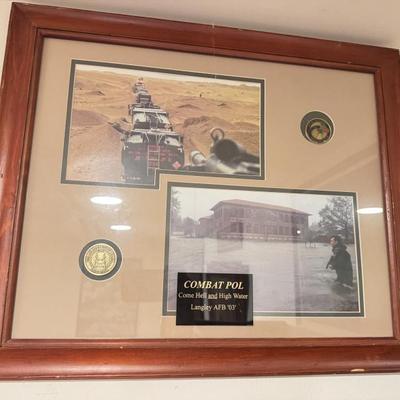 COMBAT POL
Come Hell and High Water
Langley AFB '03'